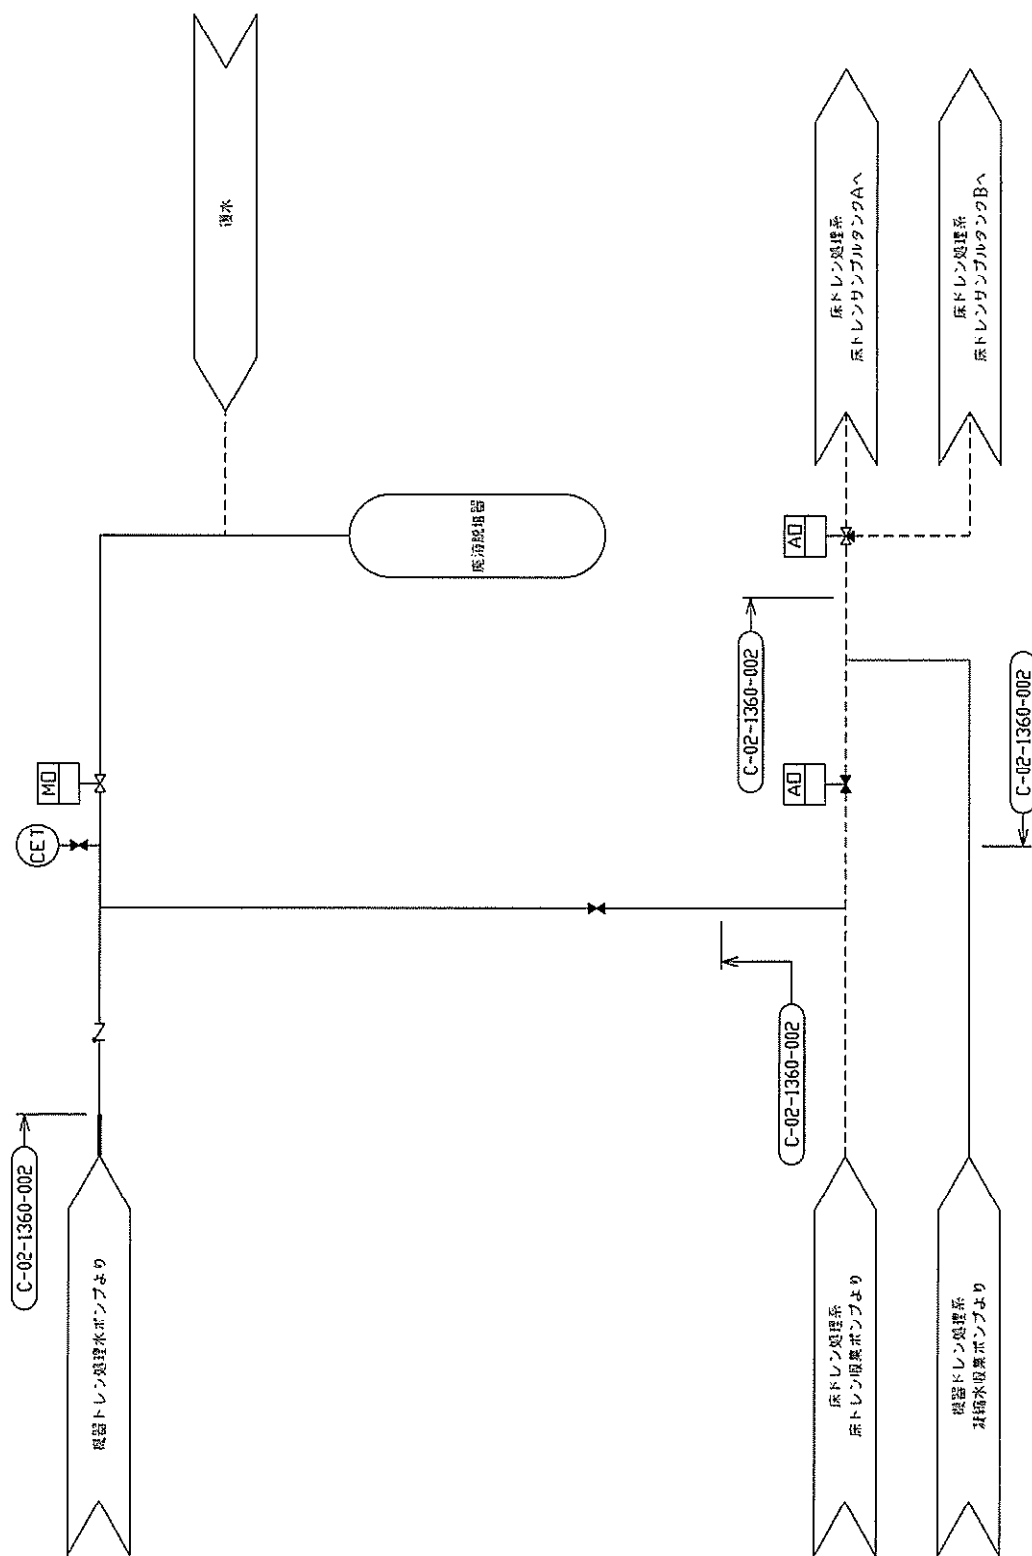 復水
床ドレン処理系
床ドレンサンプルタンクAへ
床ドレン処理系
床ドレンサンプルタンクBへ
廃液脱塩器
AO
C-02-1360-002
C-02-1360-002
MO
CET
AO
C-02-1360-002
C-02-1360-002
機器ドレン処理水ポンプより
床ドレン処理系
床ドレン収集ポンプより
機器ドレン処理系
凝縮水収集ポンプより